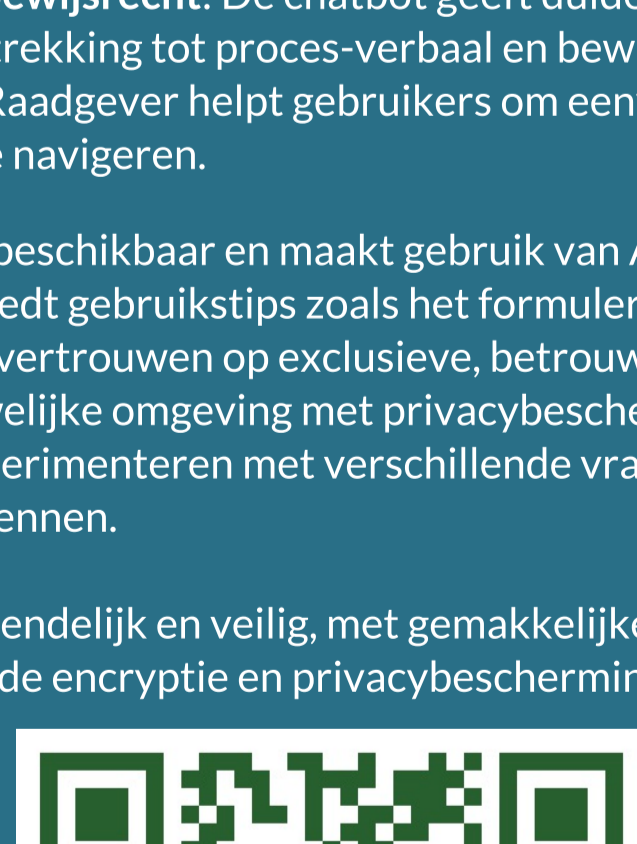 ewijsrecht: De chatbot geeft duide
trekking tot proces-verbaal en bew
Raadgever helpt gebruikers om een
e navigeren.
beschikbaar en maakt gebruik van A
edt gebruikstips zoals het formuler
vertrouwen op exclusieve, betrouw
velijke omgeving met privacybesche
erimenteren met verschillende vra
ennen.
endelijk en veilig, met gemakkelijke
de encryptie en privacybeschermin